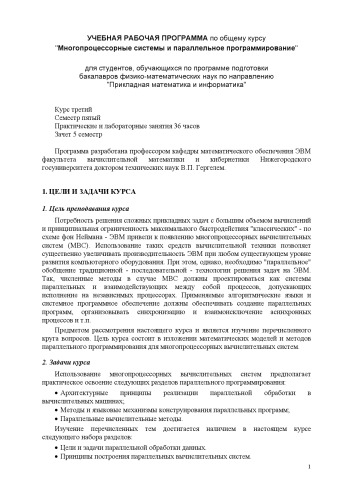 УЧЕБНАЯ РАБОЧАЯ ПРОГРАММА по общему курсу
"Многопроцессорные системы и параллельное программирование"
для студентов, обучающихся по программе подготовки
бакалавров физико-математических наук по направлению
"Прикладная математика и информатика"
Курс третий
Семестр пятый
Практические и лабораторные занятия 36 часов
Зачет 5 семестр
Программа разработана профессором кафедры математического обеспечения ЭВМ
факультета вычислительной математики и кибернетики Нижегородского
госуниверситета доктором технических наук В.П. Гергелем.
1. ЦЕЛИ И ЗАДАЧИ КУРСА
1. Цель преподавания курса
Потребность решения сложных прикладных задач с большим объемом вычислений
и принципиальная ограниченность максимального быстродействия "классических" - по
схеме фон Неймана - ЭВМ привели к появлению многопроцессорных вычислительных
систем (МВС). Использование таких средств вычислительной техники позволяет
существенно увеличивать производительность ЭВМ при любом существующем уровне
развития компьютерного оборудования. При этом, однако, необходимо "параллельное"
обобщение традиционной - последовательной - технологии решения задач на ЭВМ.
Так, численные методы в случае МВС должны проектироваться как системы
параллельных и взаимодействующих между собой процессов, допускающих
исполнение на независимых процессорах. Применяемые алгоритмические языки и
системное программное обеспечение должны обеспечивать создание параллельных
программ, организовывать синхронизацию и взаимоисключение асинхронных
процессов и т.п.
Предметом рассмотрения настоящего курса и является изучение перечисленного
круга вопросов. Цель курса состоит в изложении математических моделей и методов
параллельного программирования для многопроцессорных вычислительных систем.
2. Задачи курса
Использование многопроцессорных вычислительных систем предполагает
практическое освоение следующих разделов параллельного программирования:
• Архитектурные принципы реализации параллельной обработки в
вычислительных машинах;
• Методы и языковые механизмы конструирования параллельных программ;
• Параллельные вычислительные методы.
Изучение перечисленных тем достигается наличием в настоящем курсе
следующего набора разделов:
• Цели и задачи параллельной обработки данных.
• Принципы построения параллельных вычислительных систем.
1